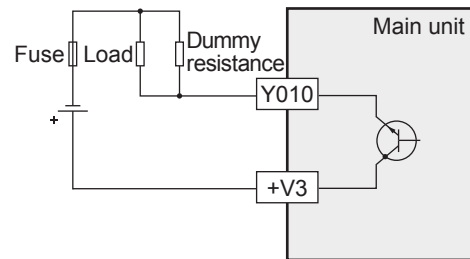 Main unit
Fuse Load Dummy
resistance
Y010
+
+V3